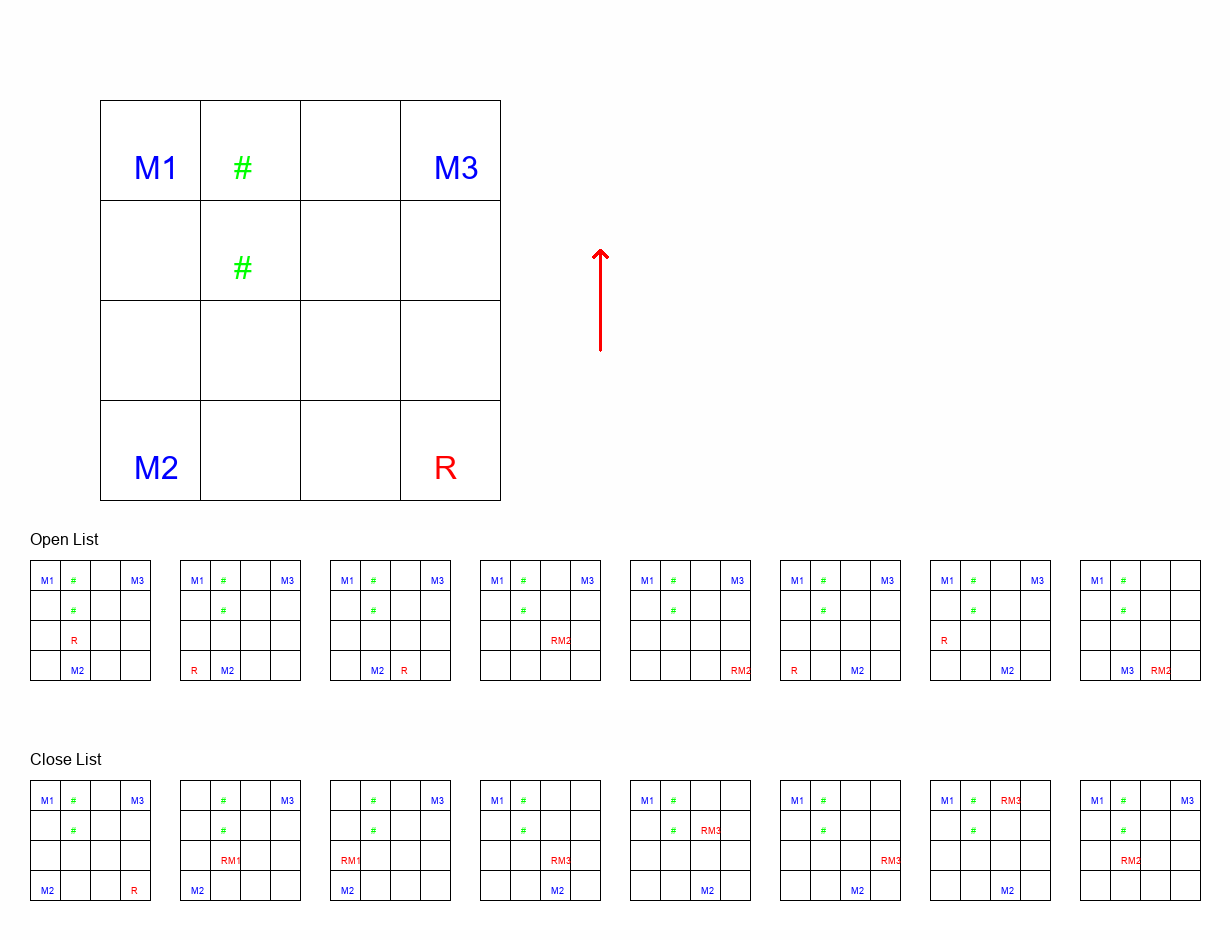 M1 # M3
#
M2 R
Open List
M1 # M3 M1 # M3 M1 # M3 M1 # M3 M1 # M3 M1 # M3 M1 # M3 M1 #
# # # # # # # #
R RM2 R
M2 R M2 M2 R RM2 R M2 M2 M3 RM2
Close List
M1 # M3 # M3 # M3 M1 # M1 # M1 # M1 # RM3 M1 # M3
# # # # # RM3 # # #
RM1 RM1 RM3 RM3 RM2
M2 R M2 M2 M2 M2 M2 M2